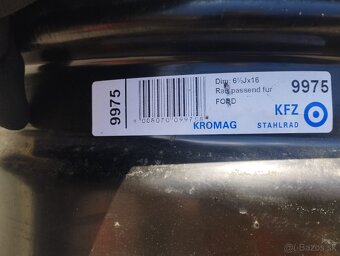 9975
Dim: 6½Jx16
Rad passend fur
FORD
9975
KFZ
KROMAG
STAHLRAD